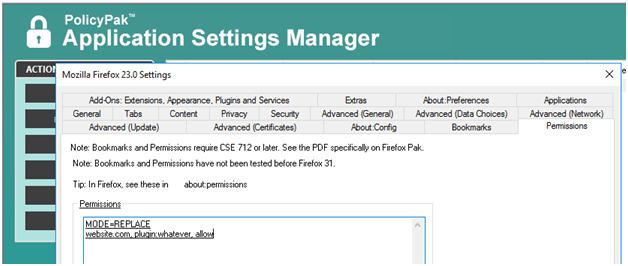 PolicyPak™
Application Settings Manager
ACTION
Mozilla Firefox 23.0 Settings
Add-Ons: Extensions, Appearance, Plugins and Services Extras About:Preferences Applications
General Tabs Content Privacy Security Advanced (General) Advanced (Data Choices) Advanced (Network)
Advanced (Update) Advanced (Certificates) About:Config Bookmarks Permissions
Note: Bookmarks and Permissions require CSE 712 or later. See the PDF specifically on Firefox Pak.
Note: Bookmarks and Permissions have not been tested before Firefox 31.
Tip: In Firefox, see these in about:permissions
Permissions
MODE=REPLACE
website.com, plugin:whatever, allow